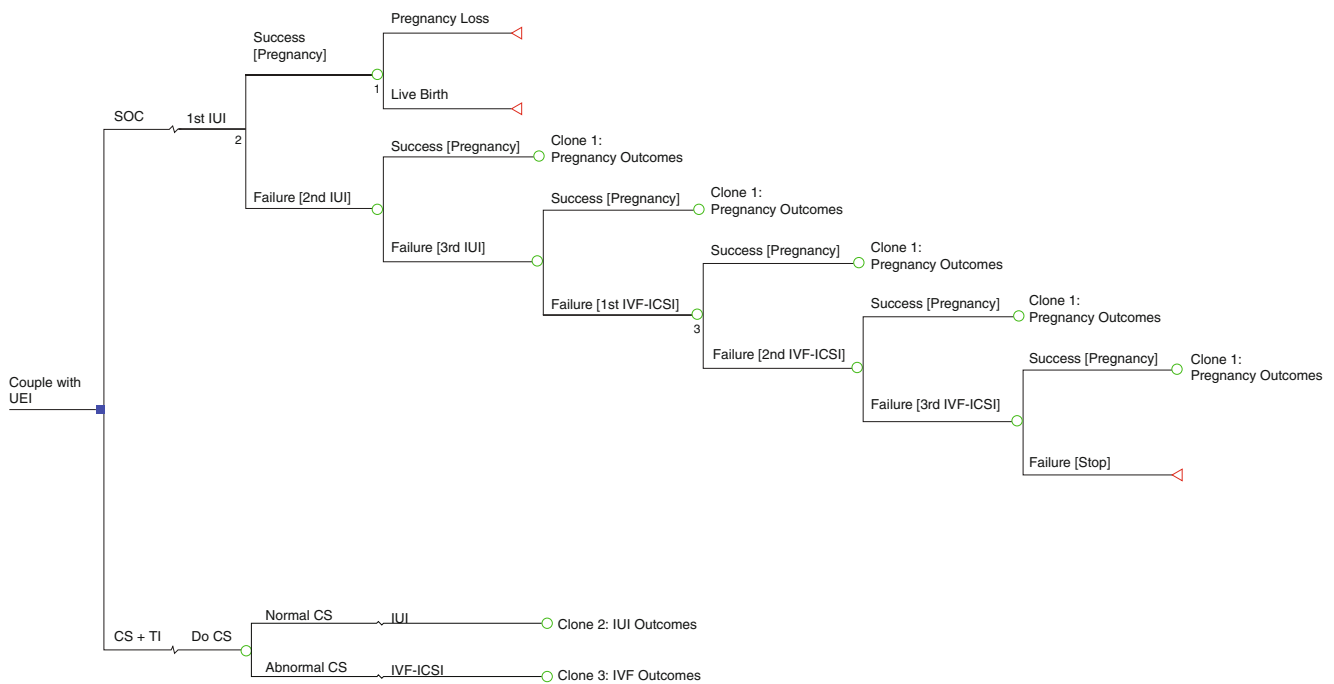 Pregnancy Loss
Success
[Pregnancy]
1
Live Birth
SOC
1st IUI
2
Success [Pregnancy]
Clone 1:
Pregnancy Outcomes
Failure [2nd IUI]
Success [Pregnancy]
Clone 1:
Pregnancy Outcomes
Failure [3rd IUI]
Success [Pregnancy]
Clone 1:
Pregnancy Outcomes
Failure [1st IVF-ICSI]
3
Success [Pregnancy]
Clone 1:
Pregnancy Outcomes
Failure [2nd IVF-ICSI]
Success [Pregnancy]
Clone 1:
Pregnancy Outcomes
Failure [3rd IVF-ICSI]
Failure [Stop]
Couple with
UEI
CS + TI
Do CS
Normal CS
IUI
Clone 2: IUI Outcomes
Abnormal CS
IVF-ICSI
Clone 3: IVF Outcomes